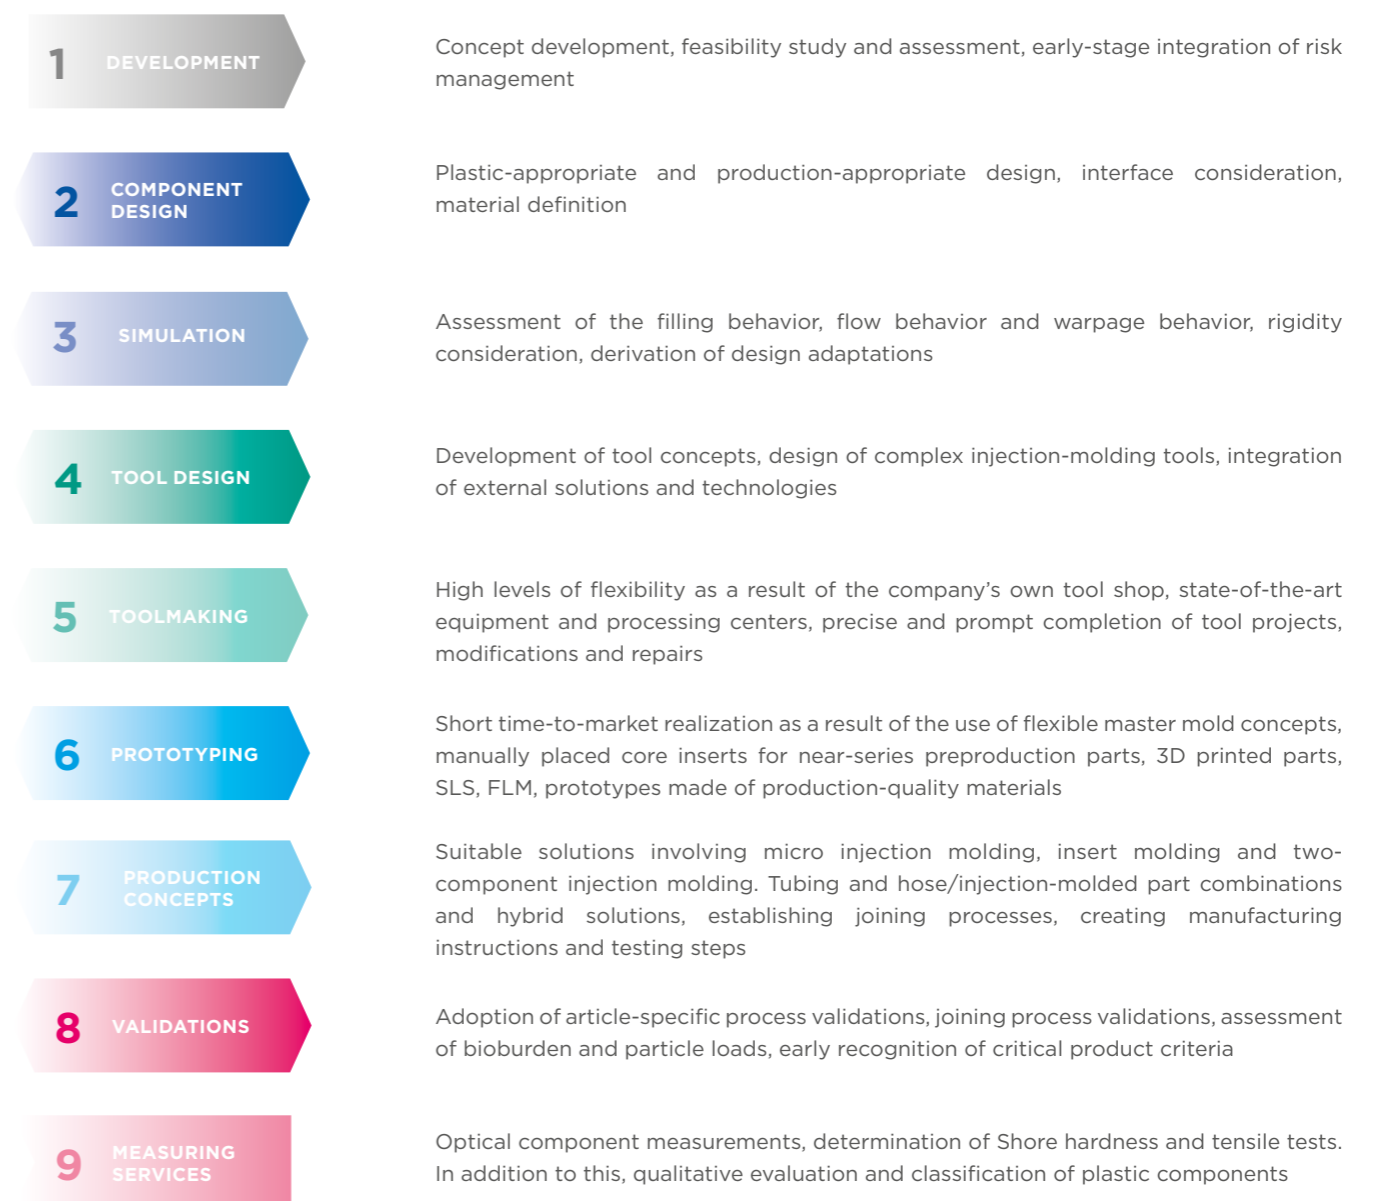 1 DEVELOPMENT
Concept development, feasibility study and assessment, early-stage integration of risk
management
2 COMPONENT
DESIGN
Plastic-appropriate and production-appropriate design, interface consideration,
material definition
3 SIMULATION
Assessment of the filling behavior, flow behavior and warpage behavior, rigidity
consideration, derivation of design adaptations
4 TOOL DESIGN
Development of tool concepts, design of complex injection-molding tools, integration
of external solutions and technologies
5 TOOLMAKING
High levels of flexibility as a result of the company’s own tool shop, state-of-the-art
equipment and processing centers, precise and prompt completion of tool projects,
modifications and repairs
6 PROTOTYPING
Short time-to-market realization as a result of the use of flexible master mold concepts,
manually placed core inserts for near-series preproduction parts, 3D printed parts,
SLS, FLM, prototypes made of production-quality materials
7 PRODUCTION
CONCEPTS
Suitable solutions involving micro injection molding, insert molding and two-
component injection molding. Tubing and hose/injection-molded part combinations
and hybrid solutions, establishing joining processes, creating manufacturing
instructions and testing steps
8 VALIDATIONS
Adoption of article-specific process validations, joining process validations, assessment
of bioburden and particle loads, early recognition of critical product criteria
9 MEASURING
SERVICES
Optical component measurements, determination of Shore hardness and tensile tests.
In addition to this, qualitative evaluation and classification of plastic components